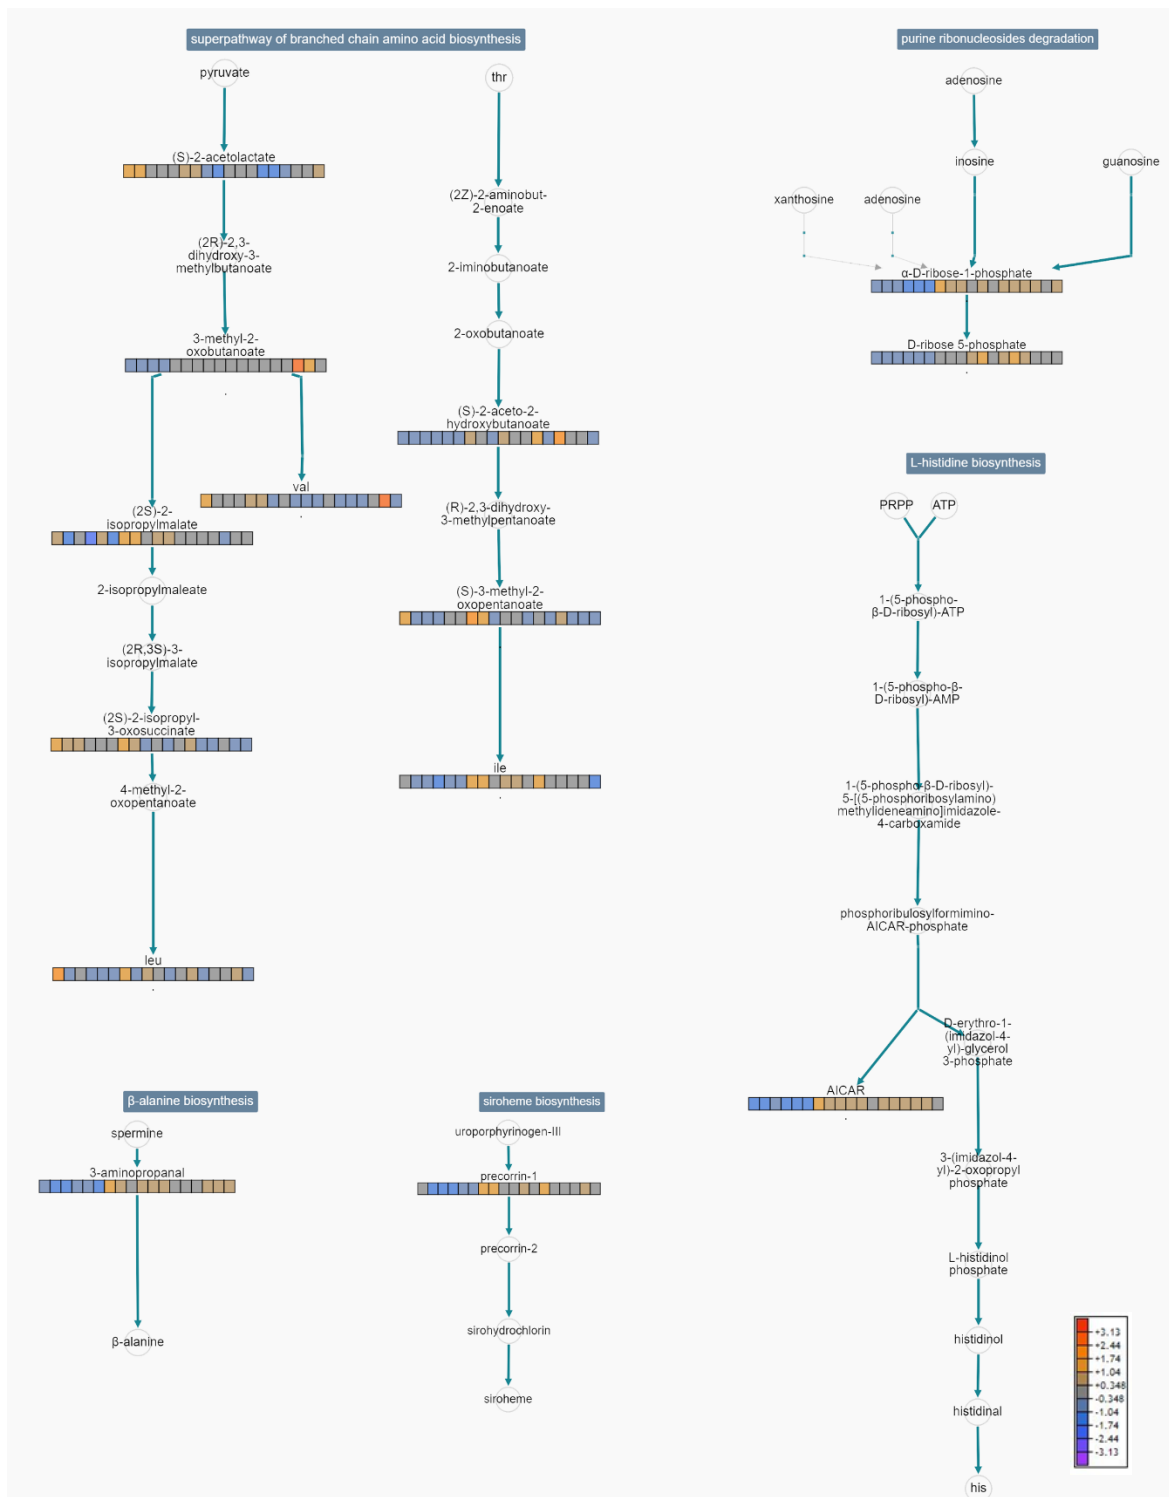 superpathway of branched chain amino acid biosynthesis
pyruvate
(S)-2-acetolactate
(2R)-2,3-
dihydroxy-3-
methylbutanoate
3-methyl-2-
oxobutanoate
val
(2S)-2-
isopropylmalate
2-isopropylmaleate
(2R,3S)-3-
isopropylmalate
(2S)-2-isopropyl-
3-oxosuccinate
4-methyl-2-
oxopentanoate
leu
thr
(2Z)-2-aminobut-
2-enoate
2-iminobutanoate
2-oxobutanoate
(S)-2-aceto-2-
hydroxybutanoate
(R)-2,3-dihydroxy-
3-methylpentanoate
(S)-3-methyl-2-
oxopentanoate
ile
purine ribonucleosides degradation
adenosine
inosine
guanosine
xanthosine
adenosine
α-D-ribose-1-phosphate
D-ribose 5-phosphate
L-histidine biosynthesis
PRPP
ATP
1-(5-phospho-
β-D-ribosyl)-ATP
1-(5-phospho-β-
D-ribosyl)-AMP
1-(5-phospho-β-D-ribosyl)-
5-[(5-phosphoribosylamino)
methylideneamino]imidazole-
4-carboxamide
phosphoribulosylformimino-
AICAR-phosphate
D-erythro-1-
(imidazol-4-
yl)-glycerol
3-phosphate
AICAR
3-(imidazol-4-
yl)-2-oxopropyl
phosphate
L-histidinol
phosphate
histidinol
histidinal
his
β-alanine biosynthesis
spermine
3-aminopropanal
β-alanine
siroheme biosynthesis
uroporphyrinogen-III
precorrin-1
precorrin-2
sirohydrochlorin
siroheme
+3.13
+2.44
+1.74
+1.04
+0.348
-0.348
-1.04
-1.74
-2.44
-3.13